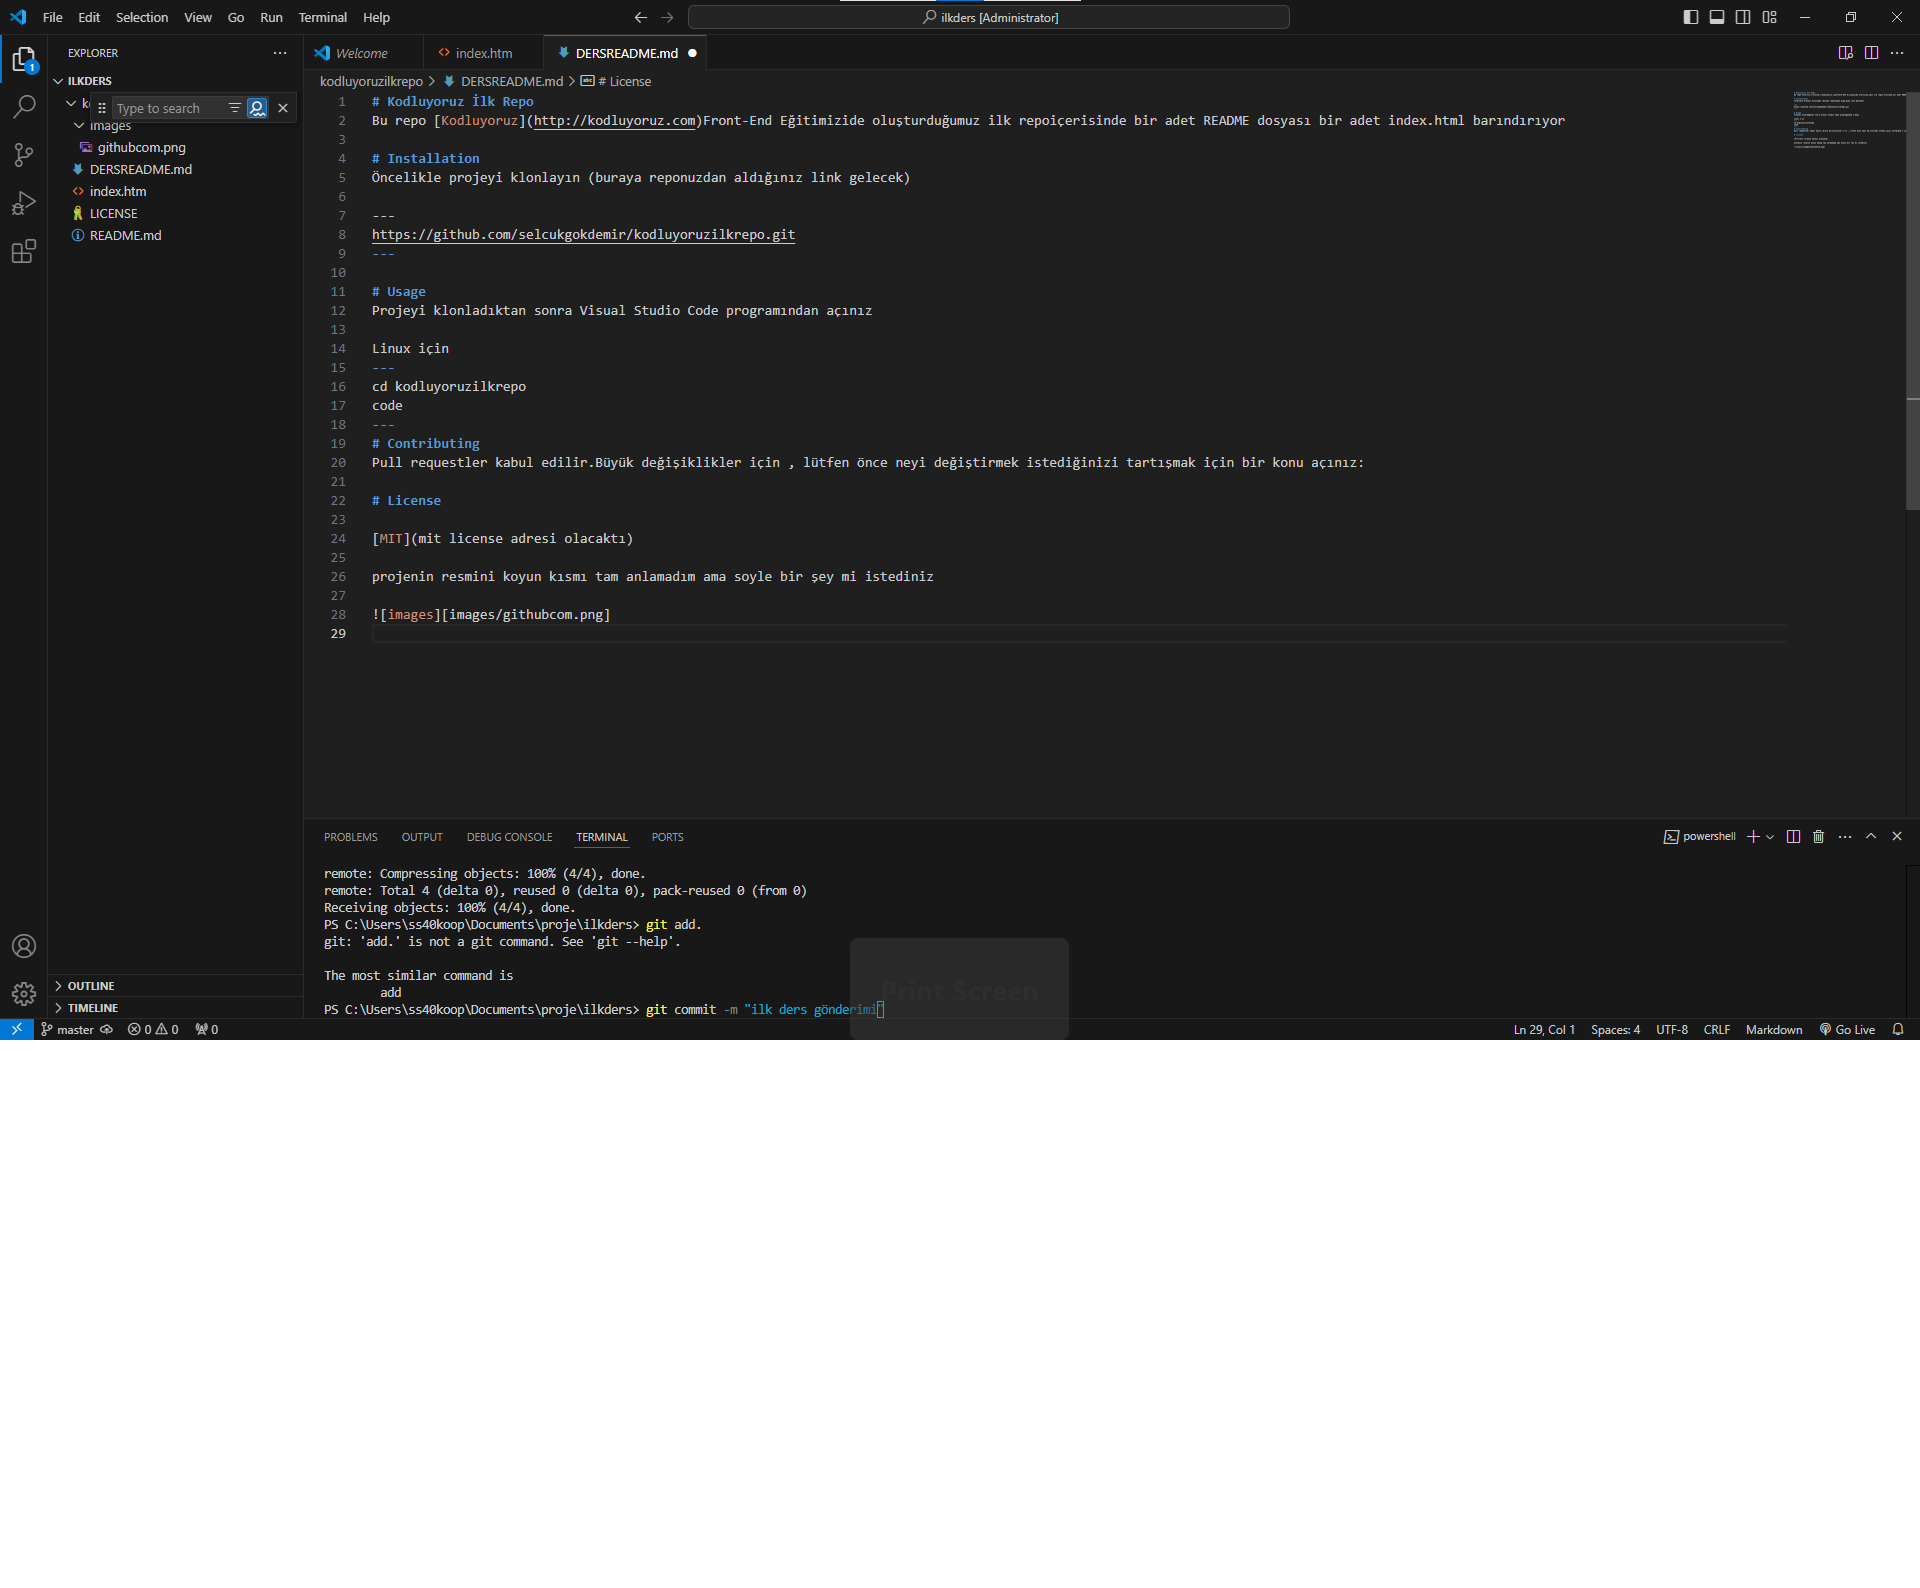 File Edit Selection View Go Run Terminal Help
ilkders [Administrator]
EXPLORER
Welcome
index.htm
DERSREADME.md
ILKDERS
Type to search
images
githubcom.png
DERSREADME.md
index.htm
LICENSE
README.md
kodluyoruzilkrepo > DERSREADME.md > # License
1 # Kodluyoruz İlk Repo
2 Bu repo [Kodluyoruz](http://kodluyoruz.com)Front-End Eğitimizide oluşturduğumuz ilk repoiçerisinde bir adet README dosyası bir adet index.html barındırıyor
3
4 # Installation
5 Öncelikle projeyi klonlayın (buraya reponuzdan aldığınız link gelecek)
6
7 ---
8 https://github.com/selcukgokdemir/kodluyoruzilkrepo.git
9 ---
10
11 # Usage
12 Projeyi klonladıktan sonra Visual Studio Code programından açınız
13
14 Linux için
15 ---
16 cd kodluyoruzilkrepo
17 code
18 ---
19 # Contributing
20 Pull requestler kabul edilir.Büyük değişiklikler için , lütfen önce neyi değiştirmek istediğinizi tartışmak için bir konu açınız:
21
22 # License
23
24 [MIT](mit license adresi olacaktı)
25
26 projenin resmini koyun kısmı tam anlamadım ama soyle bir şey mi istediniz
27
28 ![images][images/githubcom.png]
29
PROBLEMS OUTPUT DEBUG CONSOLE TERMINAL PORTS
powershell
remote: Compressing objects: 100% (4/4), done.
remote: Total 4 (delta 0), reused 0 (delta 0), pack-reused 0 (from 0)
Receiving objects: 100% (4/4), done.
PS C:\Users\ss40koop\Documents\proje\ilkders> git add.
git: 'add.' is not a git command. See 'git --help'.
The most similar command is
add
PS C:\Users\ss40koop\Documents\proje\ilkders> git commit -m "ilk ders gönderimi"
Print Screen
OUTLINE
TIMELINE
master 0 0 0
Ln 29, Col 1 Spaces: 4 UTF-8 CRLF Markdown Go Live